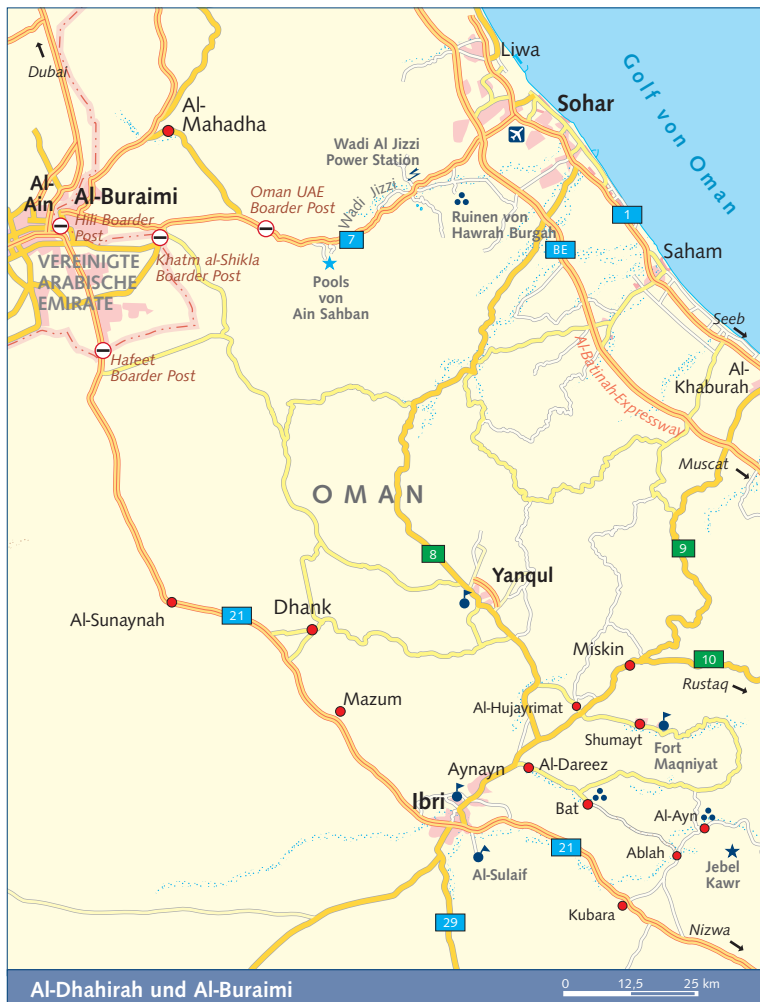 Dubai
Liwa
Golf von Oman
Sohar
Al-
Mahadha
Wadi Al Jizzi
Power Station
Al-
Ain
Al-Buraimi
Oman UAE
Boarder Post
Wadi Jizzi
Hili Boarder
Post
Ruinen von
Hawrah Burgah
1
7
BE
VEREINIGTE
ARABISCHE
EMIRATE
Khatm al-Shikla
Boarder Post
Saham
Pools
von
Ain Sahban
Seeb
Hafeet
Boarder Post
Al-Batinah-Expressway
Al-
Khaburah
Muscat
OMAN
8
9
Yanqul
Al-Sunaynah
21
Dhank
Miskin
10
Rustaq
Mazum
Al-Hujayrimat
Shumayt
Fort
Maqniyat
Aynayn
Al-Dareez
Ibri
Bat
Al-Ayn
21
Ablah
Al-Sulaif
Jebel
Kawr
Kubara
29
Nizwa
Al-Dhahirah und Al-Buraimi
0 12,5 25 km